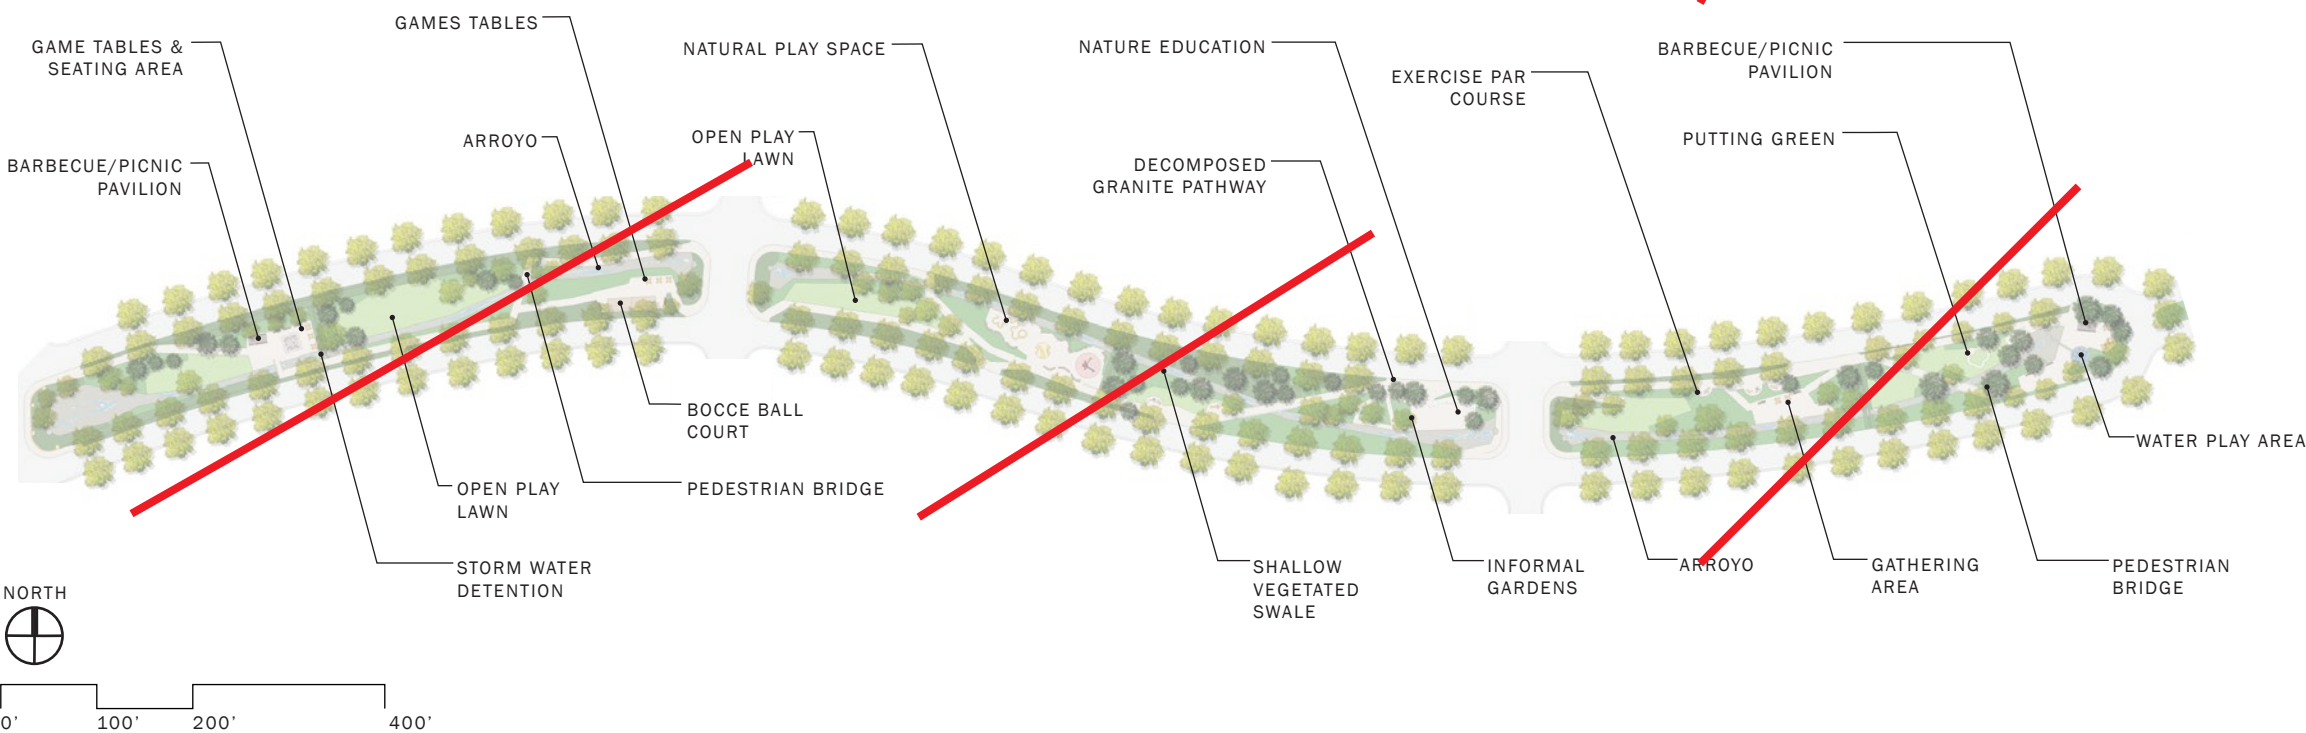 GAMES TABLES
GAME TABLES &
SEATING AREA
NATURAL PLAY SPACE
NATURE EDUCATION
BARBECUE/PICNIC
PAVILION
EXERCISE PAR
COURSE
ARROYO
OPEN PLAY
LAWN
PUTTING GREEN
BARBECUE/PICNIC
PAVILION
DECOMPOSED
GRANITE PATHWAY
BOCCE BALL
COURT
WATER PLAY AREA
OPEN PLAY
LAWN
PEDESTRIAN BRIDGE
STORM WATER
DETENTION
SHALLOW
VEGETATED
SWALE
INFORMAL
GARDENS
ARROYO
GATHERING
AREA
PEDESTRIAN
BRIDGE
NORTH
0’ 100’ 200’ 400’